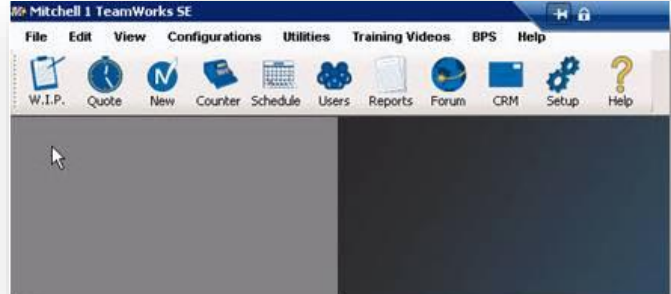 Mitchell 1 TeamWorks SE
File Edit View Configurations Utilities Training Videos BPS Help
W.I.P. Quote New Counter Schedule Users Reports Forum CRM Setup Help